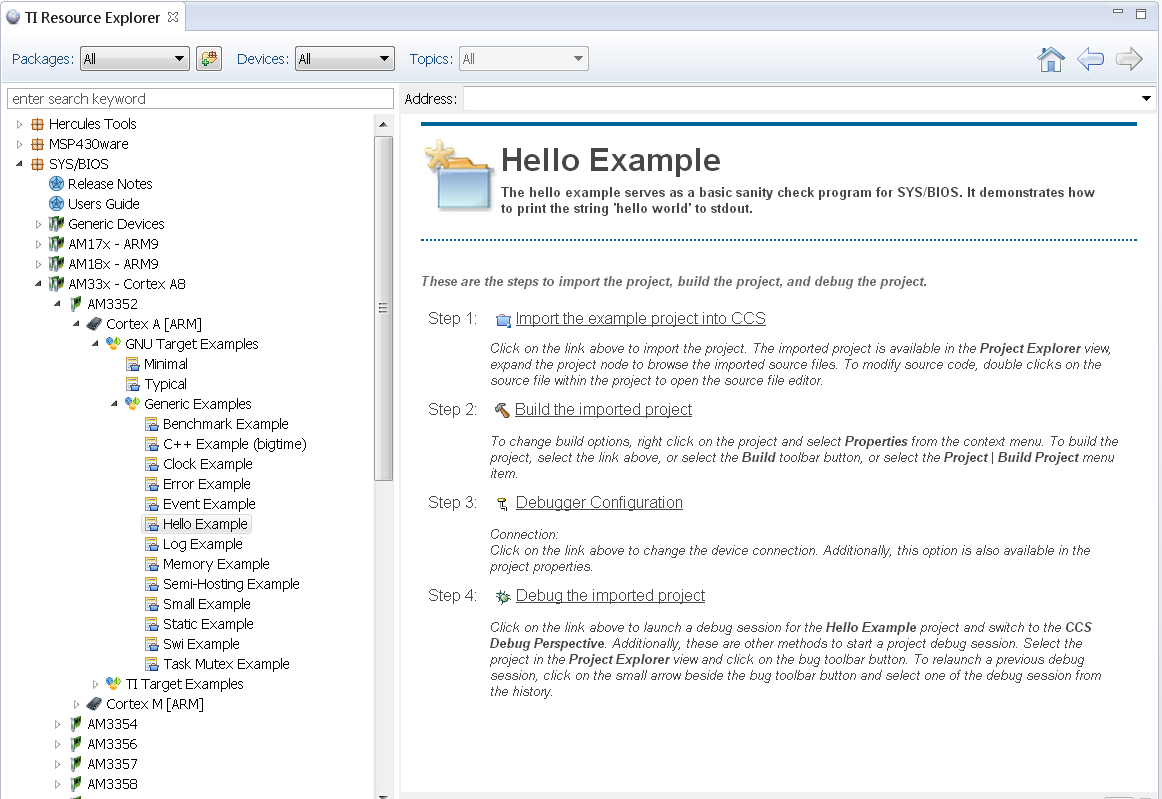 TI Resource Explorer
Packages: All Devices: All Topics: All
enter search keyword
Address:
Hercules Tools
MSP430ware
SYS/BIOS
Release Notes
Users Guide
Generic Devices
AM17x - ARM9
AM18x - ARM9
AM33x - Cortex A8
AM3352
Cortex A [ARM]
GNU Target Examples
Minimal
Typical
Generic Examples
Benchmark Example
C++ Example (bigtime)
Clock Example
Error Example
Event Example
Hello Example
Log Example
Memory Example
Semi-Hosting Example
Small Example
Static Example
Swi Example
Task Mutex Example
TI Target Examples
Cortex M [ARM]
AM3354
AM3356
AM3357
AM3358
Hello Example
The hello example serves as a basic sanity check program for SYS/BIOS. It demonstrates how
to print the string 'hello world' to stdout.
These are the steps to import the project, build the project, and debug the project.
Step 1: Import the example project into CCS
Click on the link above to import the project. The imported project is available in the Project Explorer view,
expand the project node to browse the imported source files. To modify source code, double clicks on the
source file within the project to open the source file editor.
Step 2: Build the imported project
To change build options, right click on the project and select Properties from the context menu. To build the
project, select the link above, or select the Build toolbar button, or select the Project | Build Project menu
item.
Step 3: Debugger Configuration
Connection:
Click on the link above to change the device connection. Additionally, this option is also available in the
project properties.
Step 4: Debug the imported project
Click on the link above to launch a debug session for the Hello Example project and switch to the CCS
Debug Perspective. Additionally, these are other methods to start a project debug session. Select the
project in the Project Explorer view and click on the bug toolbar button. To relaunch a previous debug
session, click on the small arrow beside the bug toolbar button and select one of the debug session from
the history.